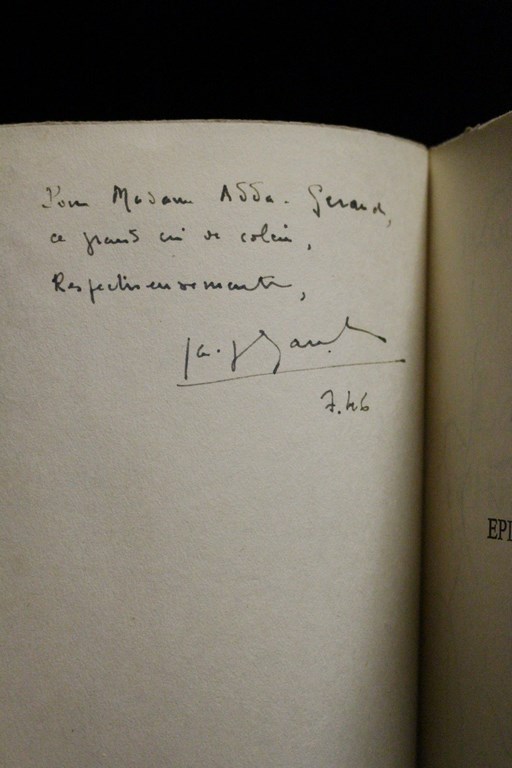 Pour Madame Adda-Gerard,
ce grand cri de colère,
Respectueusement,
7.46
EPI